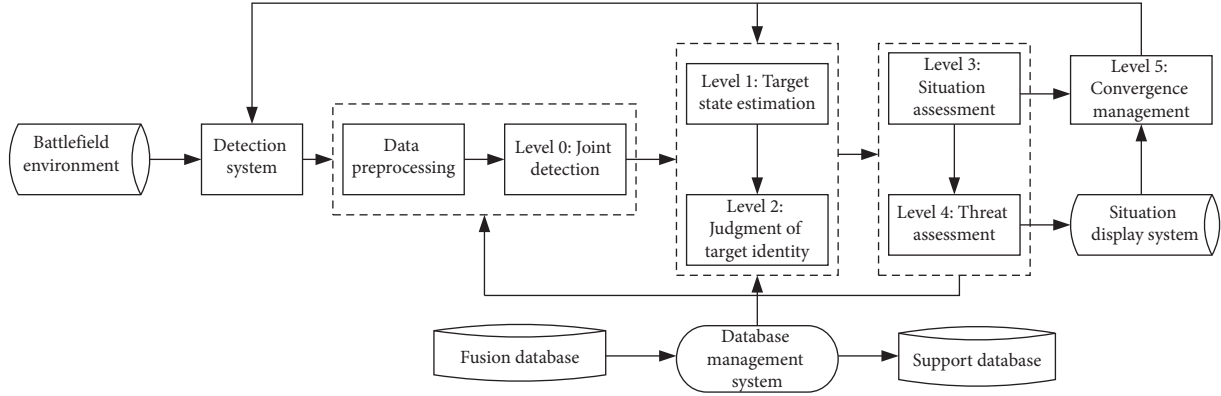 Battlefield
environment
Detection
system
Data
preprocessing
Level 0: Joint
detection
Level 1: Target
state estimation
Level 2:
Judgment of
target identity
Level 3:
Situation
assessment
Level 4: Threat
assessment
Level 5:
Convergence
management
Situation
display system
Fusion database
Database
management
system
Support database